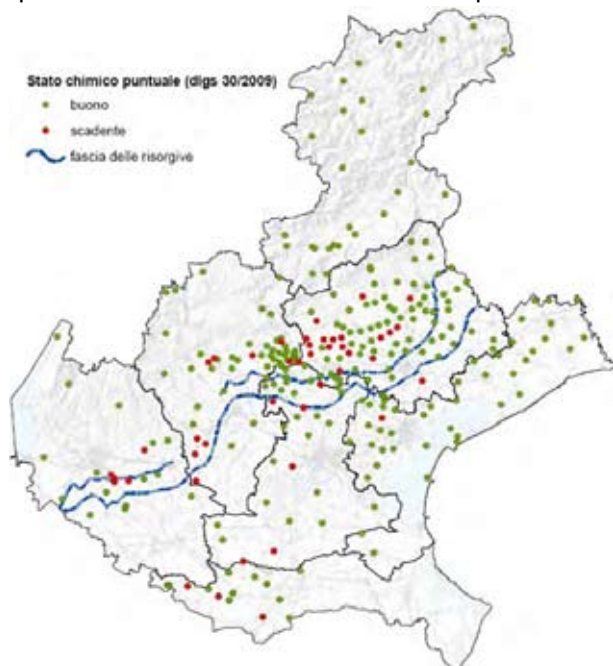 Stato chimico puntuale (dlgs 30/2009)
buono
scadente
fascia delle risorgive